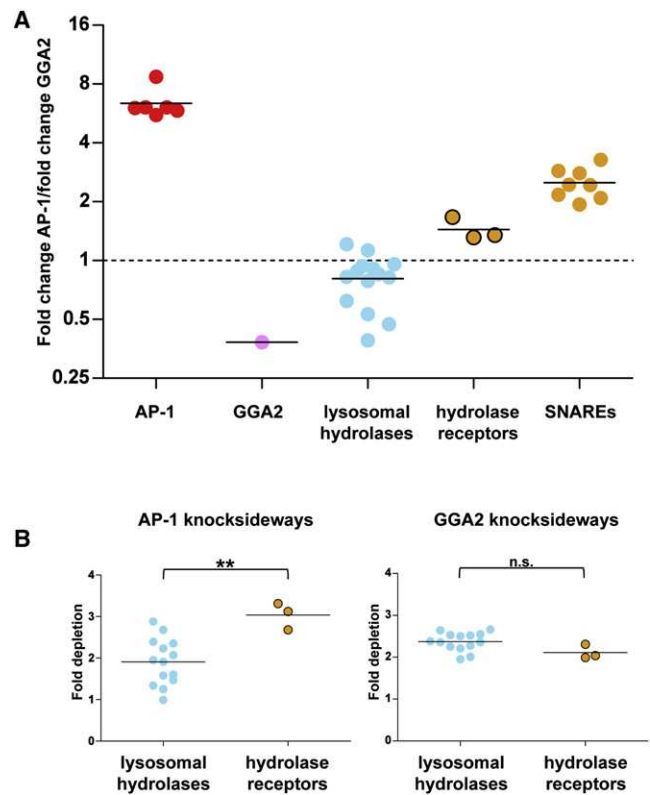 A
Fold change AP-1/fold change GGA2
16
8
4
2
1
0.5
0.25
AP-1
GGA2
lysosomal
hydrolases
hydrolase
receptors
SNAREs
B
AP-1 knocksideways
**
Fold depletion
4
3
2
1
0
lysosomal
hydrolases
hydrolase
receptors
GGA2 knocksideways
n.s.
Fold depletion
4
3
2
1
0
lysosomal
hydrolases
hydrolase
receptors